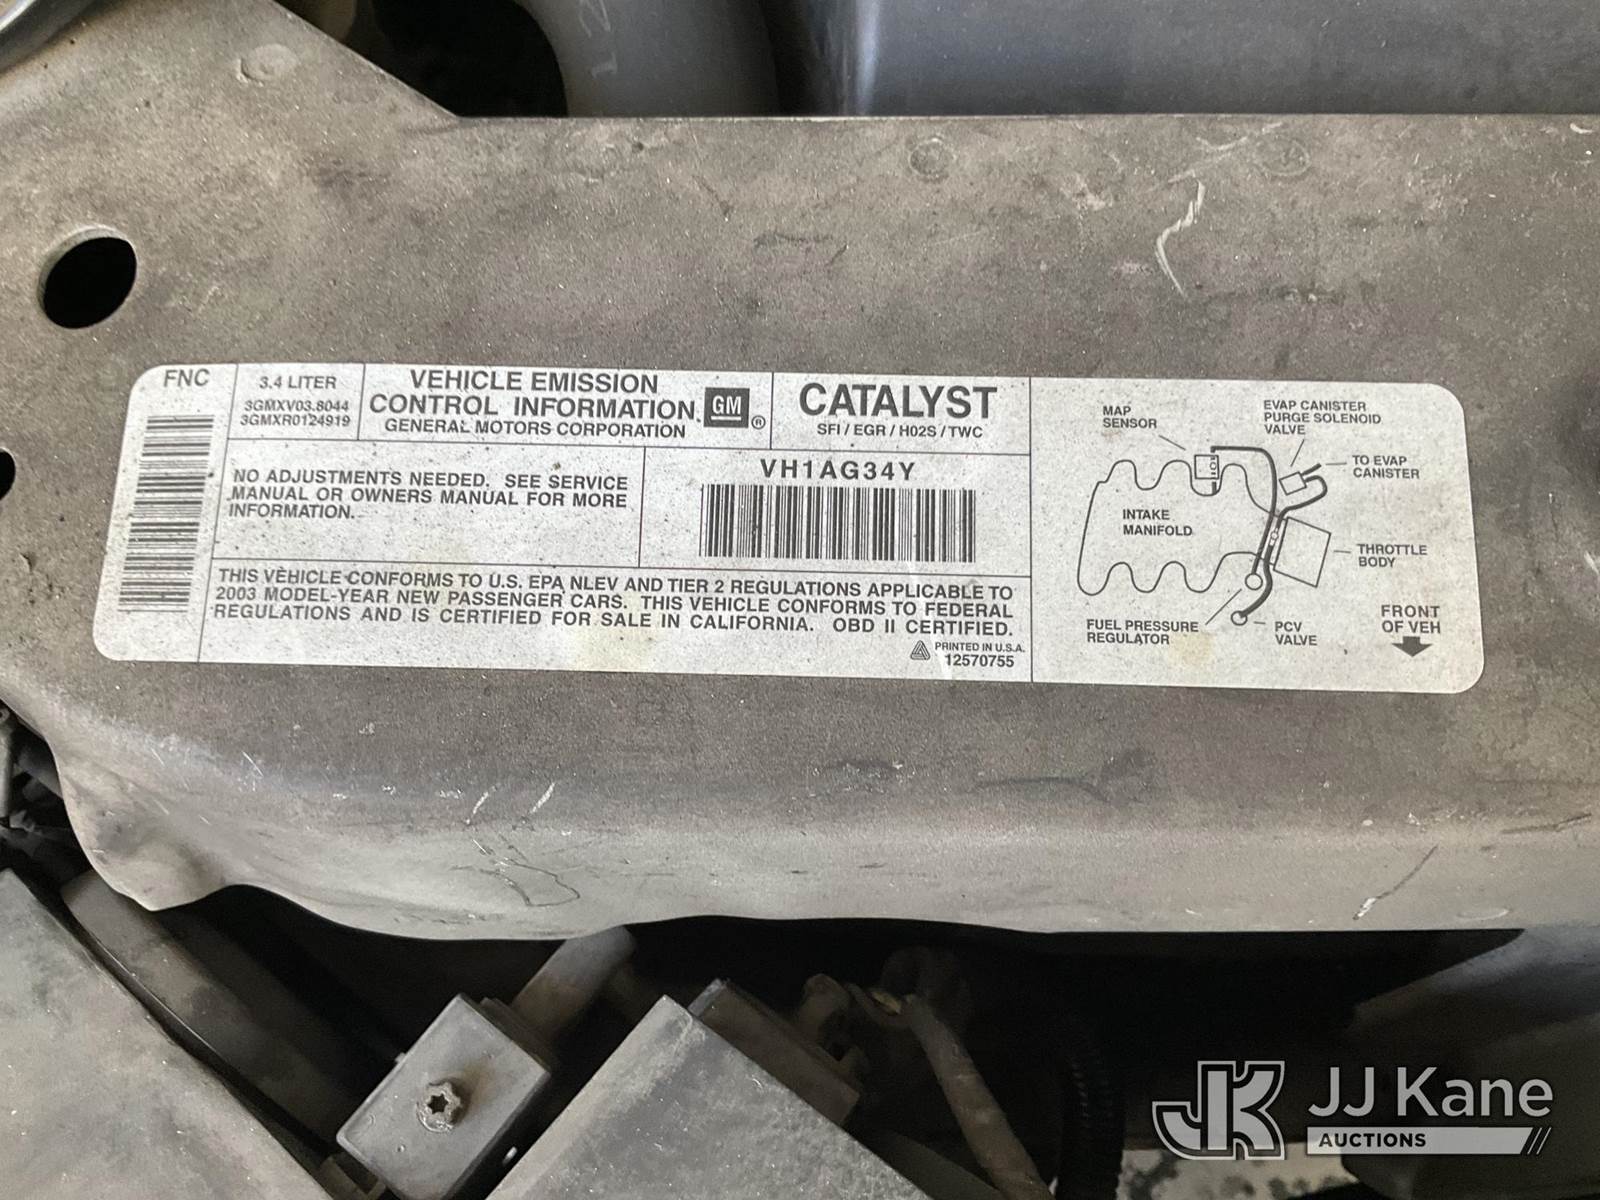 FNC
3.4 LITER
3GMXV03.8044
3GMXR0124919
VEHICLE EMISSION
CONTROL INFORMATION
GENERAL MOTORS CORPORATION
GM ®
CATALYST
SFI / EGR / H02S / TWC
NO ADJUSTMENTS NEEDED. SEE SERVICE
MANUAL OR OWNERS MANUAL FOR MORE
INFORMATION.
VH1AG34Y
THIS VEHICLE CONFORMS TO U.S. EPA NLEV AND TIER 2 REGULATIONS APPLICABLE TO
2003 MODEL-YEAR NEW PASSENGER CARS. THIS VEHICLE CONFORMS TO FEDERAL
REGULATIONS AND IS CERTIFIED FOR SALE IN CALIFORNIA. OBD II CERTIFIED.
PRINTED IN U.S.A.
12570755
MAP
SENSOR
EVAP CANISTER
PURGE SOLENOID
VALVE
TO EVAP
CANISTER
INTAKE
MANIFOLD
THROTTLE
BODY
FUEL PRESSURE
REGULATOR
PCV
VALVE
FRONT
OF VEH
JK JJ Kane
AUCTIONS